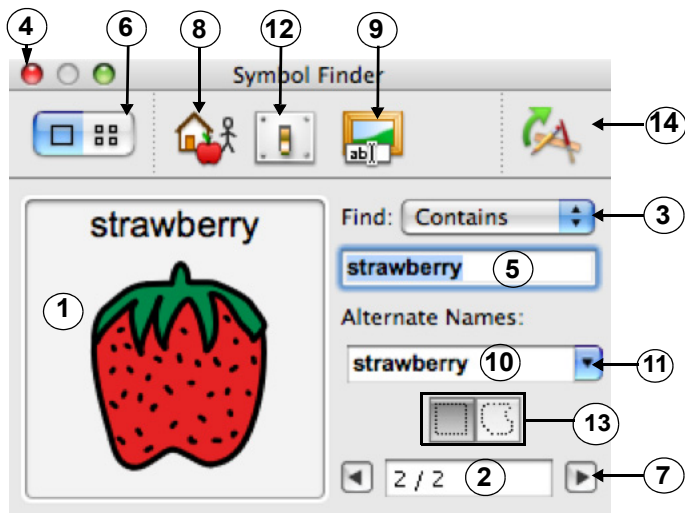 4 6 8 12 9
Symbol Finder
ab
14
strawberry
Find: Contains
3
strawberry 5
1
Alternate Names:
strawberry 10
11
13
2 / 2 2
7